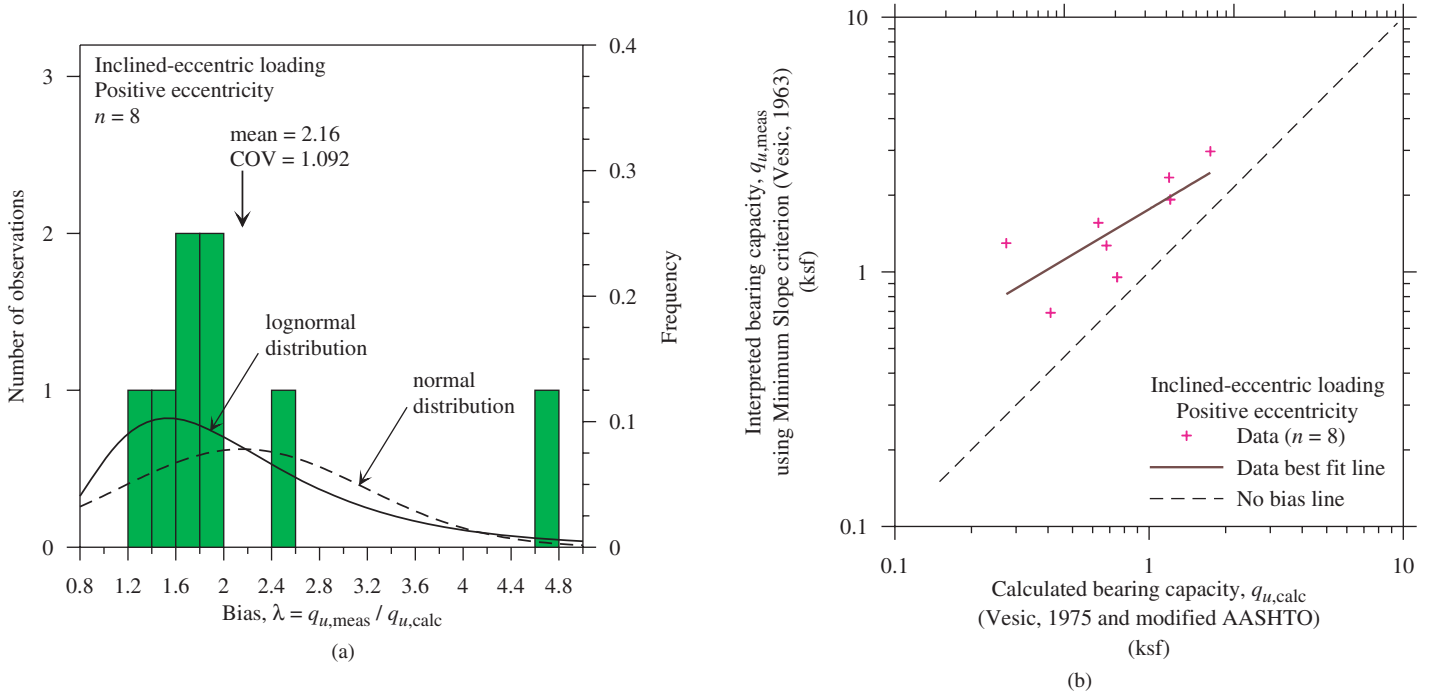 Inclined-eccentric loading
Positive eccentricity
n = 8
mean = 2.16
COV = 1.092
lognormal
distribution
normal
distribution
Number of observations
3
2
1
0
Frequency
0.4
0.3
0.2
0.1
0
0.8 1.2 1.6 2 2.4 2.8 3.2 3.6 4 4.4 4.8
Bias, λ = qu,meas / qu,calc
(a)
Interpreted bearing capacity, qu,meas
using Minimum Slope criterion (Vesic, 1963)
(ksf)
10
1
0.1
Inclined-eccentric loading
Positive eccentricity
Data (n = 8)
Data best fit line
No bias line
0.1 1 10
Calculated bearing capacity, qu,calc
(Vesic, 1975 and modified AASHTO)
(ksf)
(b)